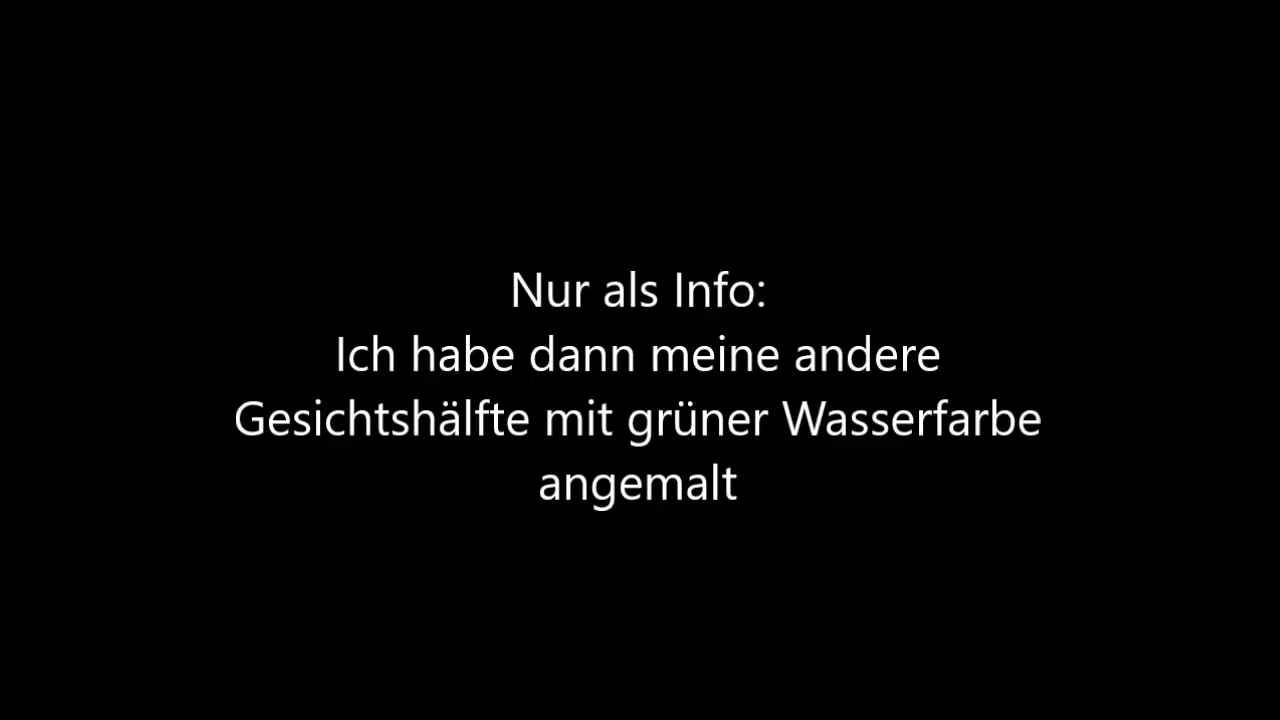 Nur als Info:
Ich habe dann meine andere
Gesichtshälfte mit grüner Wasserfarbe
angemalt